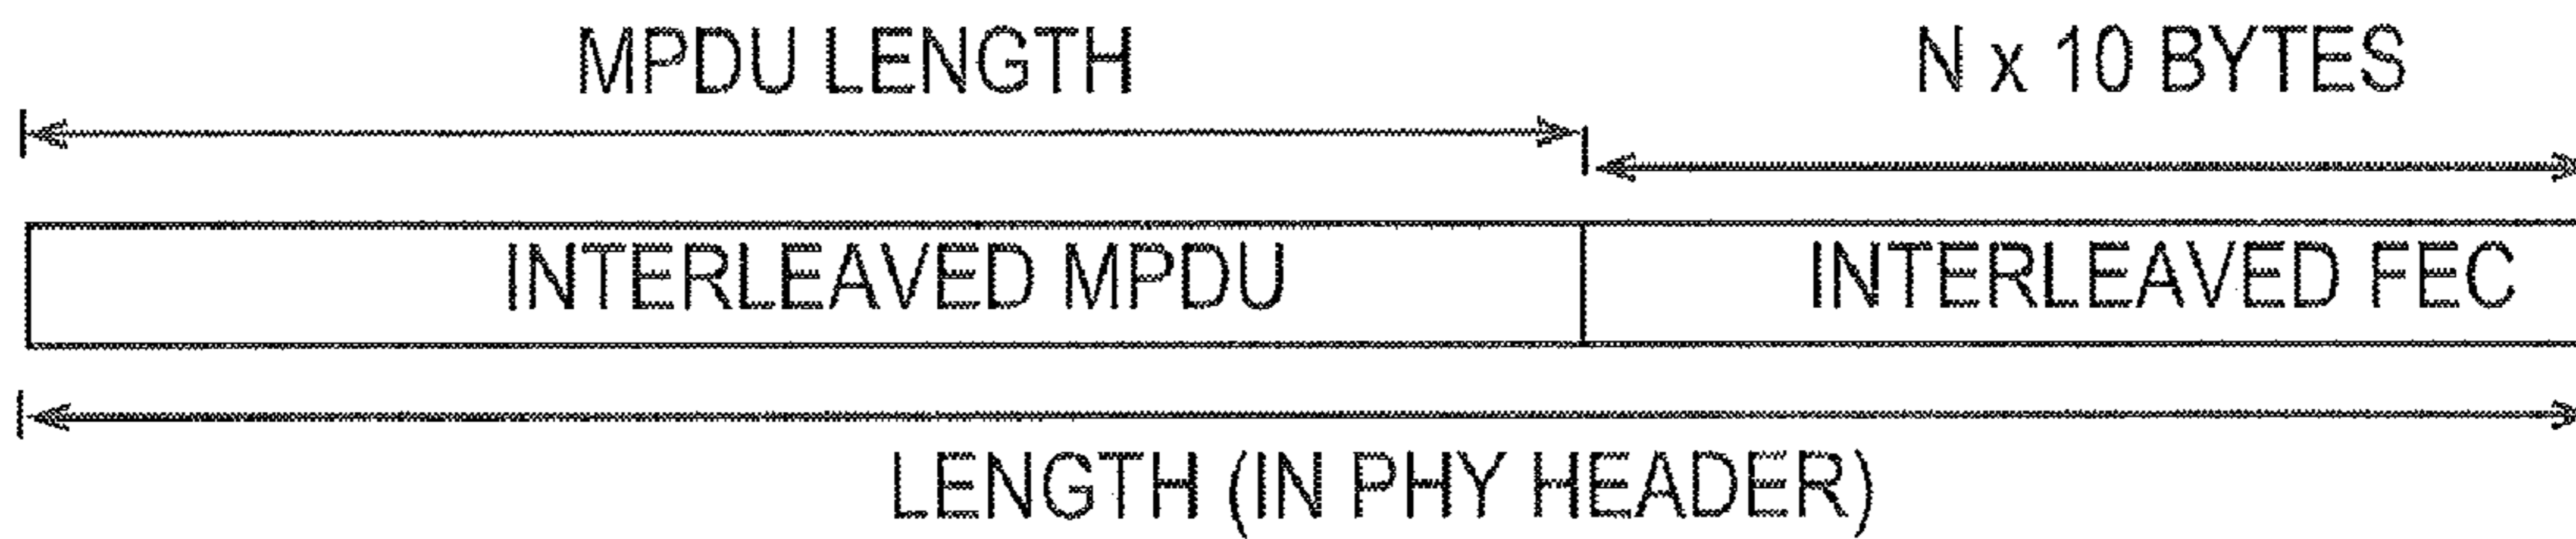 MPDU LENGTH
N x 10 BYTES
INTERLEAVED MPDU
INTERLEAVED FEC
LENGTH (IN PHY HEADER)